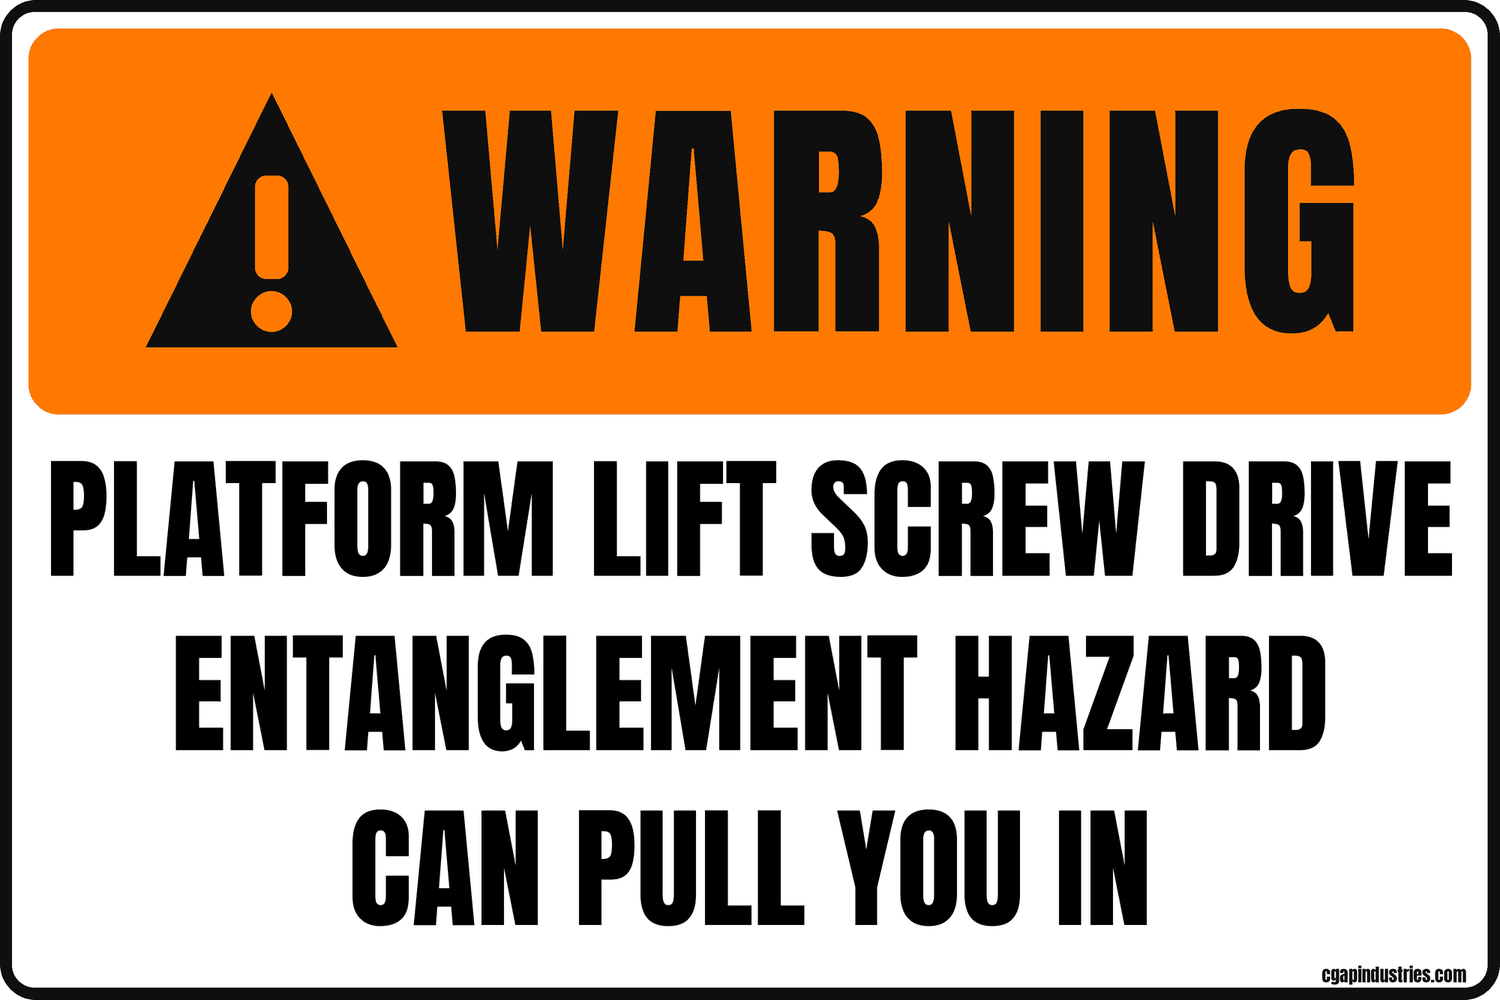 WARNING
PLATFORM LIFT SCREW DRIVE
ENTANGLEMENT HAZARD
CAN PULL YOU IN
cgapindustries.com